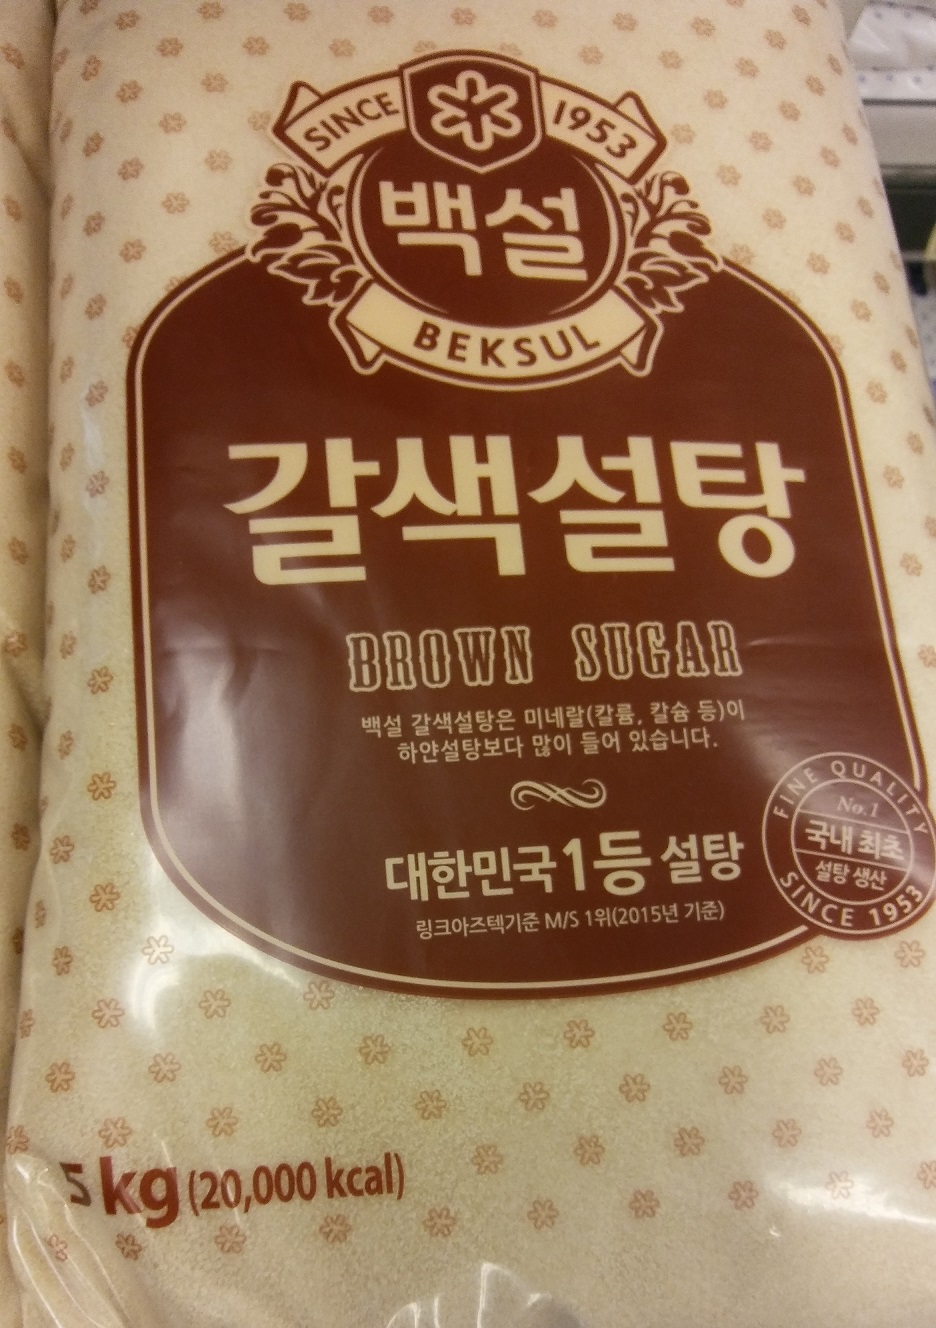 SINCE 1953
백설
BEKSUL
갈색설탕
BROWN SUGAR
백설 갈색설탕은 미네랄(칼륨, 칼슘 등)이
하얀설탕보다 많이 들어 있습니다.
대한민국1등 설탕
링크아즈텍기준 M/S 1위(2015년 기준)
FINE QUALITY
No.1
국내 최초
설탕 생산
SINCE 1953
5 kg (20,000 kcal)